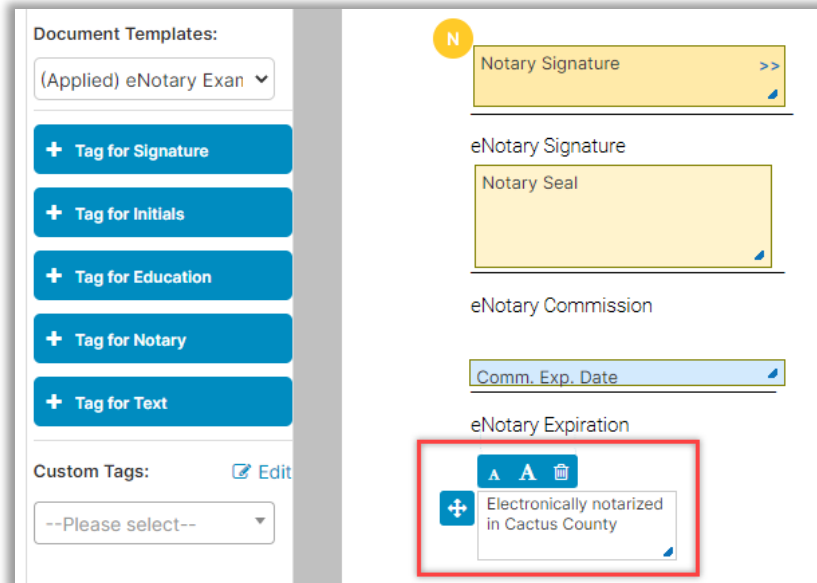 Document Templates:
(Applied) eNotary Exan
+ Tag for Signature
+ Tag for Initials
+ Tag for Education
+ Tag for Notary
+ Tag for Text
Custom Tags:
Edit
--Please select--
N
Notary Signature
>>
eNotary Signature
Notary Seal
eNotary Commission
Comm. Exp. Date
eNotary Expiration
A A
Electronically notarized
in Cactus County